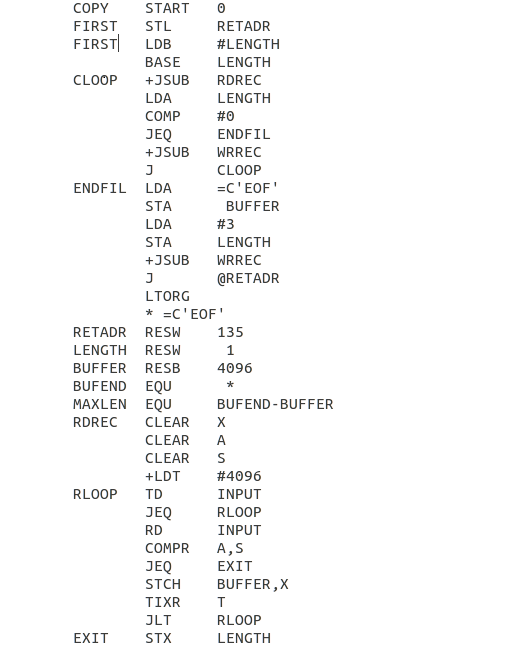 COPY    START   0
FIRST   STL     RETADR
FIRST   LDB     #LENGTH
        BASE    LENGTH
CLOOP   +JSUB   RDREC
        LDA     LENGTH
        COMP    #0
        JEQ     ENDFIL
        +JSUB   WRREC
        J       CLOOP
ENDFIL  LDA     =C'EOF'
        STA      BUFFER
        LDA     #3
        STA     LENGTH
        +JSUB   WRREC
        J       @RETADR
        LTORG
        * =C'EOF'
RETADR  RESW    135
LENGTH  RESW     1
BUFFER  RESB    4096
BUFEND  EQU      *
MAXLEN  EQU     BUFEND-BUFFER
RDREC   CLEAR   X
        CLEAR   A
        CLEAR   S
        +LDT    #4096
RLOOP   TD      INPUT
        JEQ     RLOOP
        RD      INPUT
        COMPR   A,S
        JEQ     EXIT
        STCH    BUFFER,X
        TIXR    T
        JLT     RLOOP
EXIT    STX     LENGTH